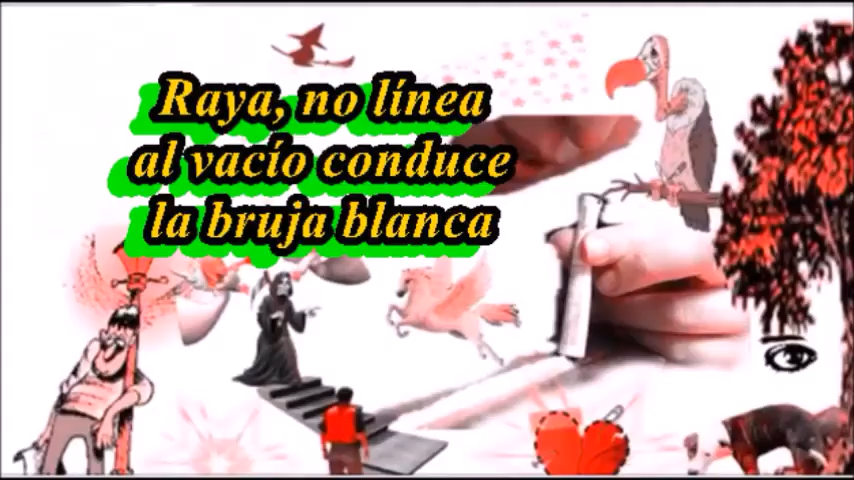 Raya, no línea
al vacío conduce
la bruja blanca